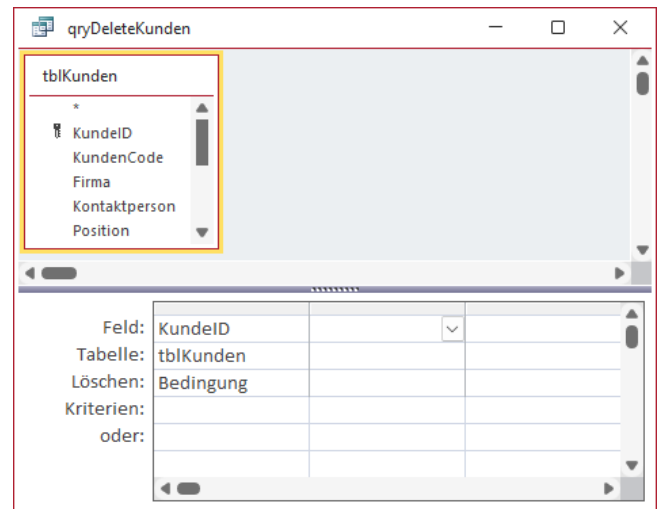 qryDeleteKunden
tblKunden
*
KundeID
KundenCode
Firma
Kontaktperson
Position
Feld: KundeID
Tabelle: tblKunden
Löschen: Bedingung
Kriterien:
oder: